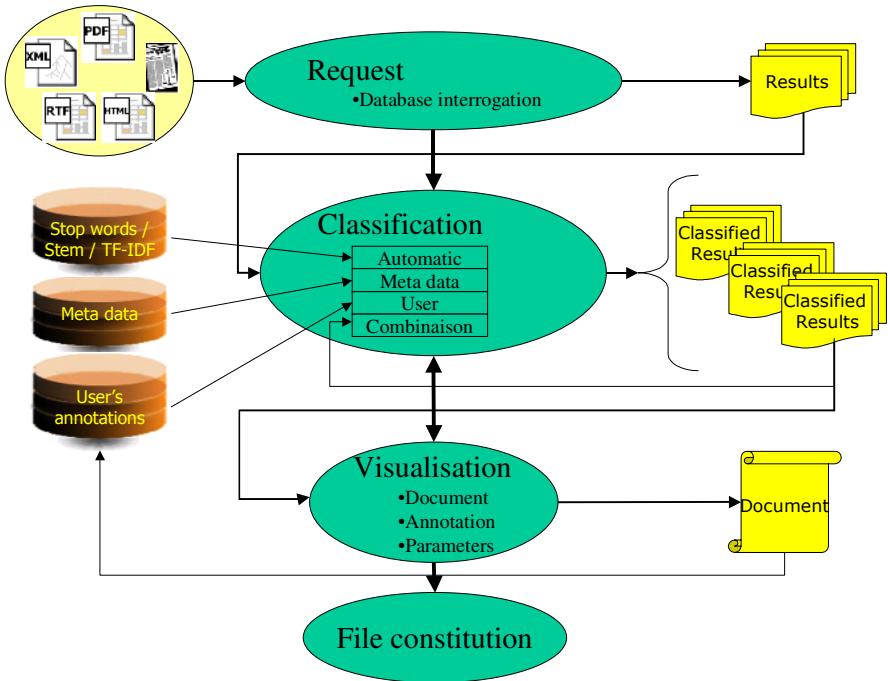 PDF
XML
RTF
HTML
Request
•Database interrogation
Results
Stop words /
Stem / TF-IDF
Meta data
User's
annotations
Classification
Automatic
Meta data
User
Combinaison
Classified
Results
Classified
Results
Classified
Results
Visualisation
•Document
•Annotation
•Parameters
Document
File constitution